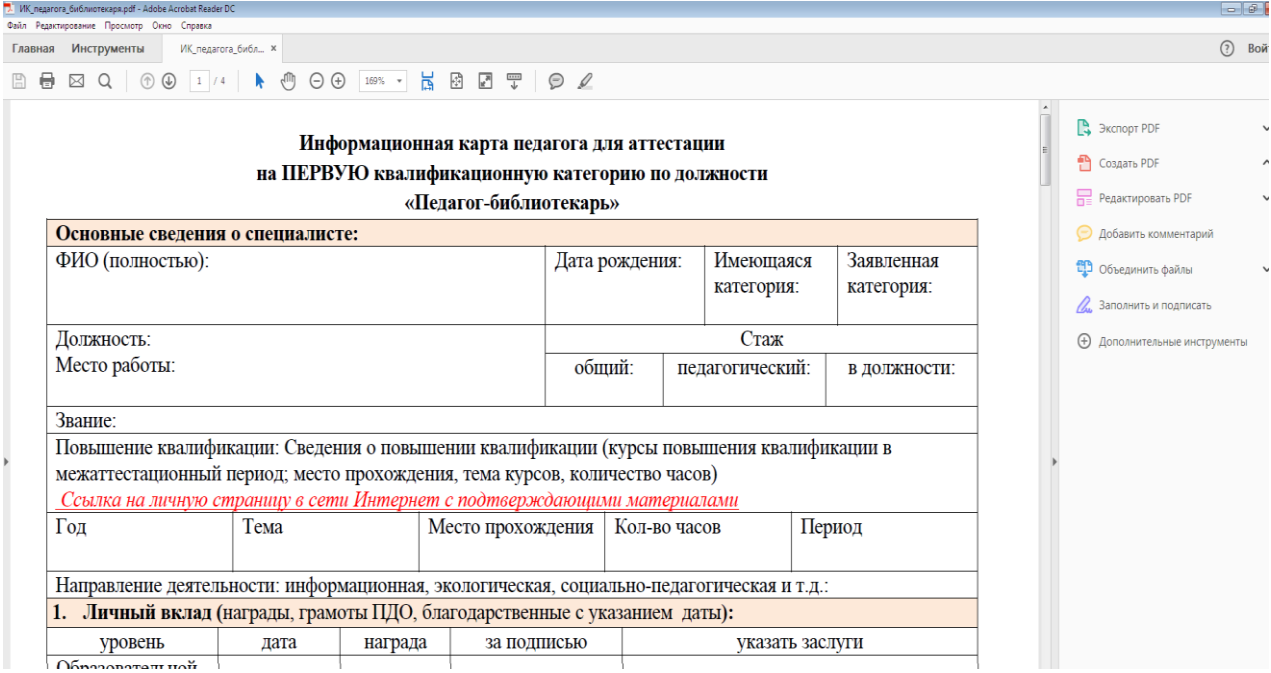 ИК_педагога_библиотекаря.pdf - Adobe Acrobat Reader DC
Файл Редактирование Просмотр Окно Справка
Главная Инструменты ИК_педагога_библ... × ? Вой
1 / 4 169%
Экспорт PDF
Создать PDF
Редактировать PDF
Добавить комментарий
Объединить файлы
Заполнить и подписать
Дополнительные инструменты
Информационная карта педагога для аттестации
на ПЕРВУЮ квалификационную категорию по должности
«Педагог-библиотекарь»
Основные сведения о специалисте:
ФИО (полностью): Дата рождения: Имеющаяся категория: Заявленная категория:
Должность: Стаж
Место работы: общий: педагогический: в должности:
Звание:
Повышение квалификации: Сведения о повышении квалификации (курсы повышения квалификации в
межаттестационный период; место прохождения, тема курсов, количество часов)
Ссылка на личную страницу в сети Интернет с подтверждающими материалами
Год Тема Место прохождения Кол-во часов Период
Направление деятельности: информационная, экологическая, социально-педагогическая и т.д.:
1. Личный вклад (награды, грамоты ПДО, благодарственные с указанием даты):
уровень дата награда за подписью указать заслуги
Образовательной